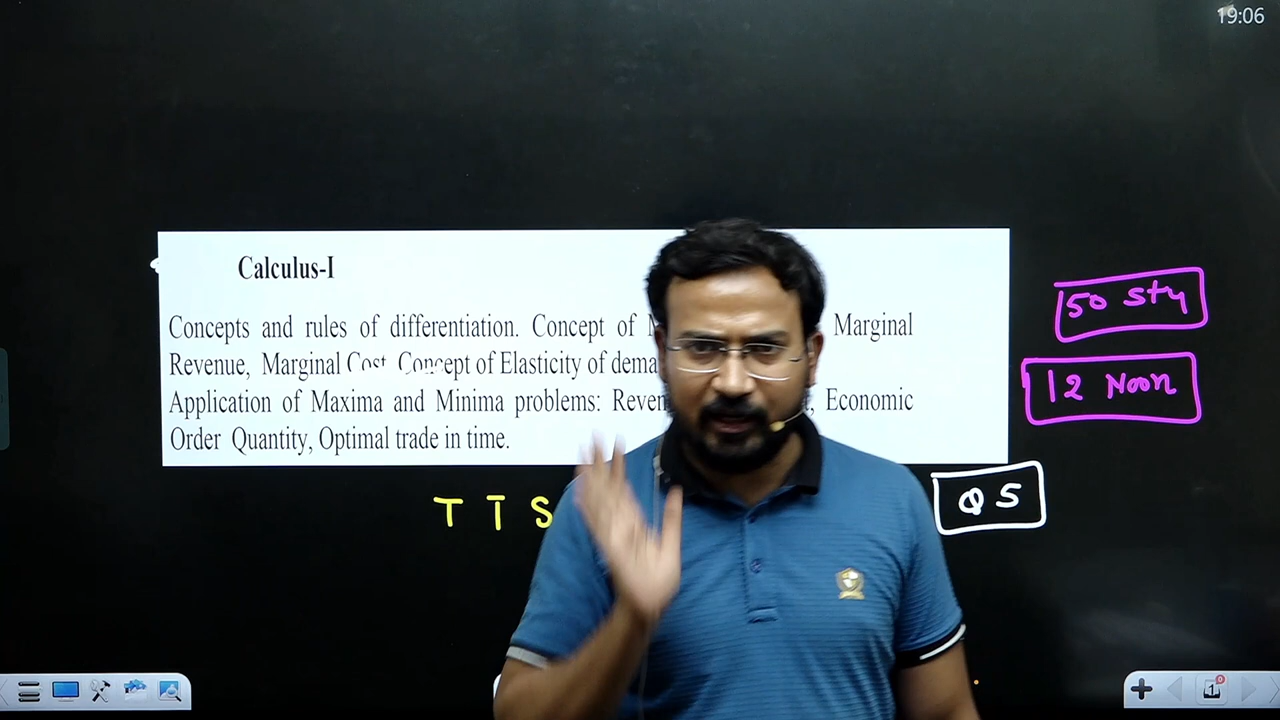 19:06
Calculus-I
Concepts and rules of differentiation. Concept of Marginal
Revenue, Marginal Cost. Concept of Elasticity of
Application of Maxima and Minima problems: Economic
Order Quantity, Optimal trade in time.
50 Sty
12 Noon
T I S
Q 5